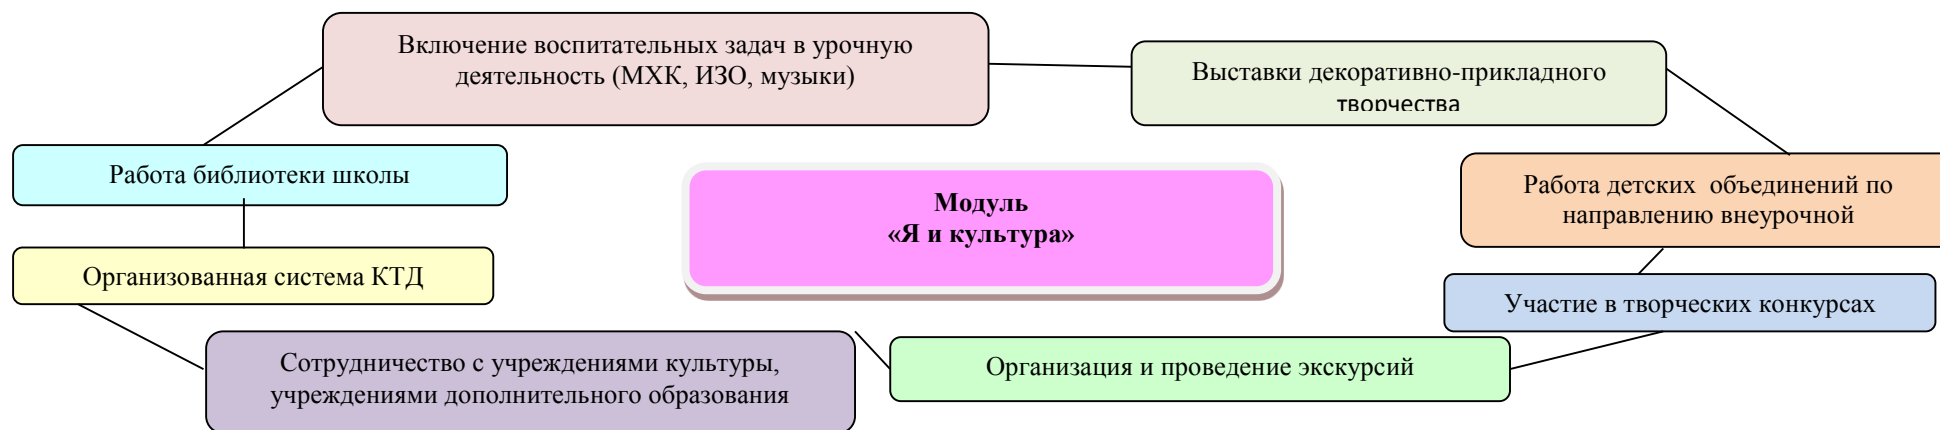 Включение воспитательных задач в урочную
деятельность (МХК, ИЗО, музыки)
Выставки декоративно-прикладного
творчества
Работа библиотеки школы
Модуль
«Я и культура»
Работа детских объединений по
направлению внеурочной
Организованная система КТД
Участие в творческих конкурсах
Сотрудничество с учреждениями культуры,
учреждениями дополнительного образования
Организация и проведение экскурсий